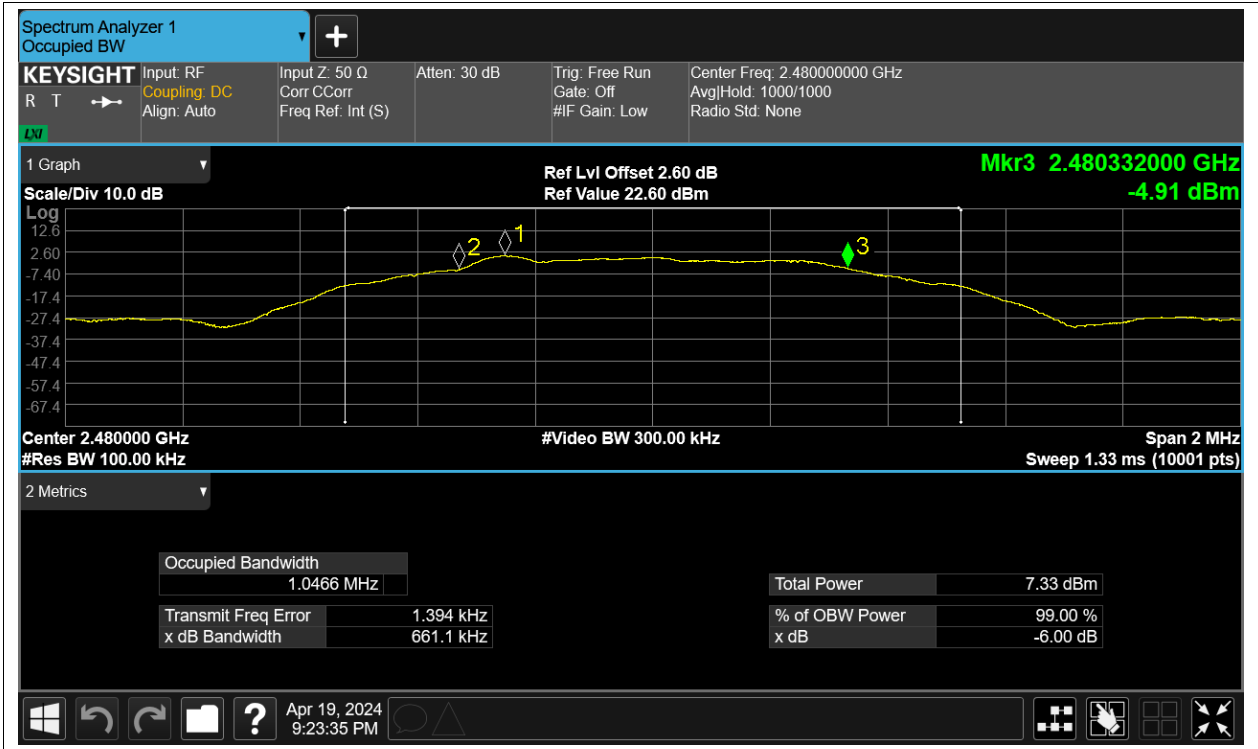 Spectrum Analyzer 1
Occupied BW
KEYSIGHT
R T
LXI
Input: RF
Coupling: DC
Align: Auto
Input Z: 50 Ω
Corr CCorr
Freq Ref: Int (S)
Atten: 30 dB
Trig: Free Run
Gate: Off
#IF Gain: Low
Center Freq: 2.480000000 GHz
Avg|Hold: 1000/1000
Radio Std: None
1 Graph
Scale/Div 10.0 dB
Ref Lvl Offset 2.60 dB
Ref Value 22.60 dBm
Mkr3 2.480332000 GHz
-4.91 dBm
Log
12.6
2.60
-7.40
-17.4
-27.4
-37.4
-47.4
-57.4
-67.4
2
1
3
Center 2.480000 GHz
#Res BW 100.00 kHz
#Video BW 300.00 kHz
Span 2 MHz
Sweep 1.33 ms (10001 pts)
2 Metrics
Occupied Bandwidth
1.0466 MHz
Transmit Freq Error 1.394 kHz
x dB Bandwidth 661.1 kHz
Total Power 7.33 dBm
% of OBW Power 99.00 %
x dB -6.00 dB
?
Apr 19, 2024
9:23:35 PM